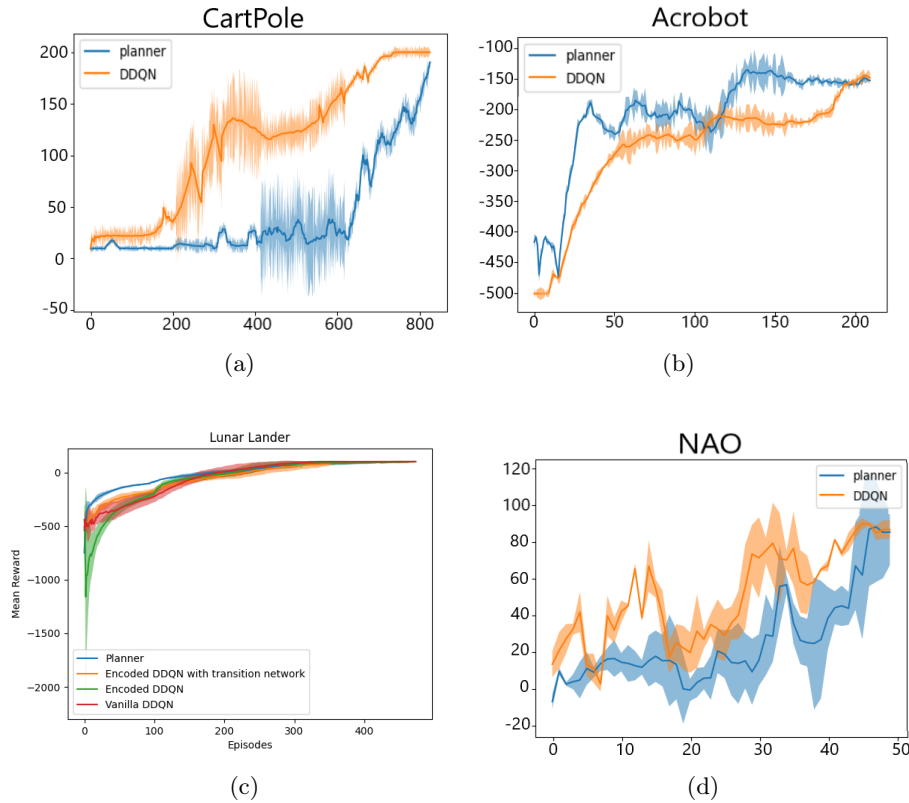 CartPole
planner
DDQN
200
150
100
50
0
-50
0 200 400 600 800
(a)
Acrobot
planner
DDQN
-100
-150
-200
-250
-300
-350
-400
-450
-500
0 50 100 150 200
(b)
Lunar Lander
Mean Reward
0
−500
−1000
−1500
−2000
Planner
Encoded DDQN with transition network
Encoded DDQN
Vanilla DDQN
0 100 200 300 400
Episodes
(c)
NAO
planner
DDQN
120
100
80
60
40
20
0
-20
0 10 20 30 40 50
(d)